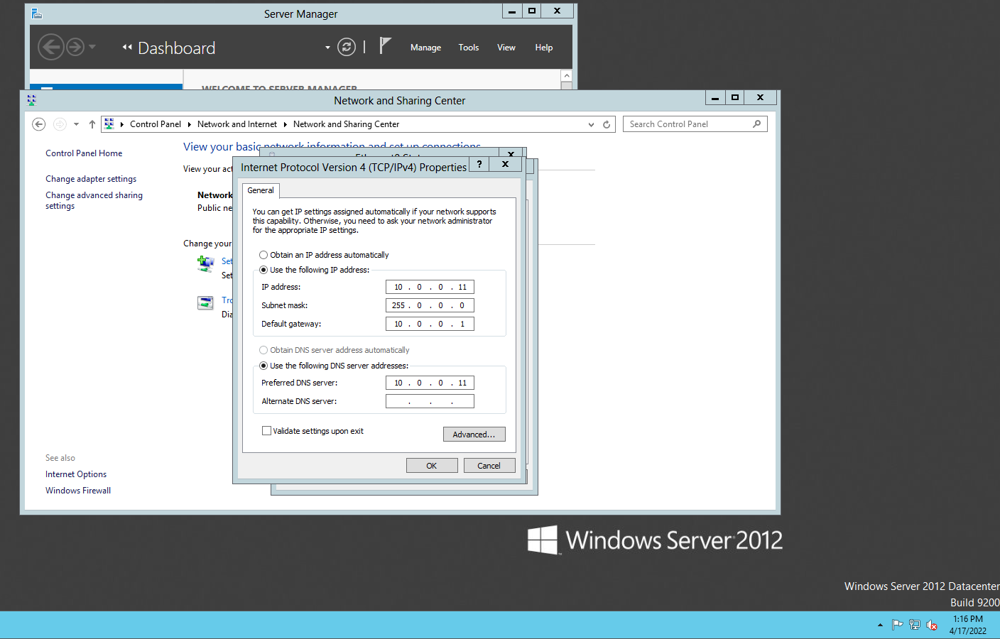 Server Manager
Dashboard
Manage Tools View Help
WELCOME TO SERVER MANAGER
Network and Sharing Center
Control Panel Network and Internet Network and Sharing Center
Search Control Panel
Control Panel Home
Change adapter settings
Change advanced sharing
settings
See also
Internet Options
Windows Firewall
View your basic network information and set up connections
View your act
Network
Public ne
Change your
Set
Set
Tro
Dia
Internet Protocol Version 4 (TCP/IPv4) Properties ?
General
You can get IP settings assigned automatically if your network supports
this capability. Otherwise, you need to ask your network administrator
for the appropriate IP settings.
Obtain an IP address automatically
Use the following IP address:
IP address: 10 . 0 . 0 . 11
Subnet mask: 255 . 0 . 0 . 0
Default gateway: 10 . 0 . 0 . 1
Obtain DNS server address automatically
Use the following DNS server addresses:
Preferred DNS server: 10 . 0 . 0 . 11
Alternate DNS server: . . .
Validate settings upon exit
Advanced...
OK Cancel
Windows Server 2012
Windows Server 2012 Datacenter
Build 9200
1:16 PM
4/17/2022